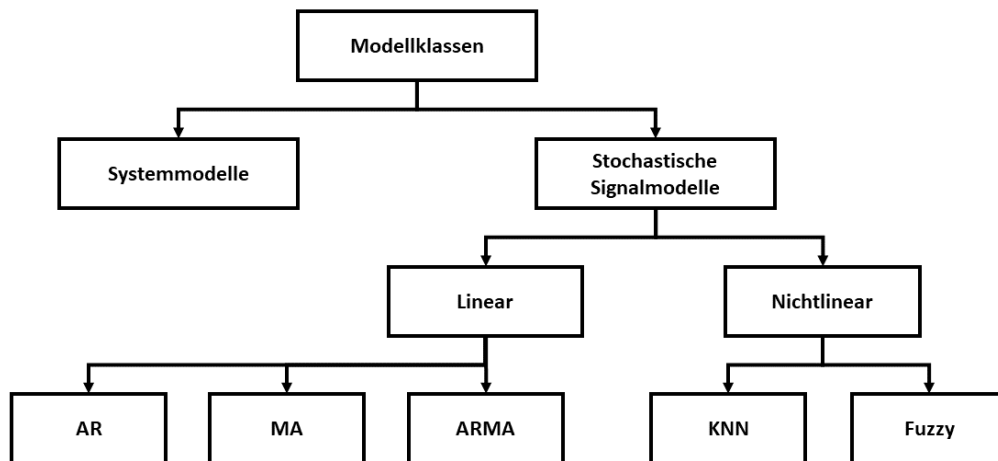 Modellklassen
Systemmodelle
Stochastische
Signalmodelle
Linear
Nichtlinear
AR
MA
ARMA
KNN
Fuzzy